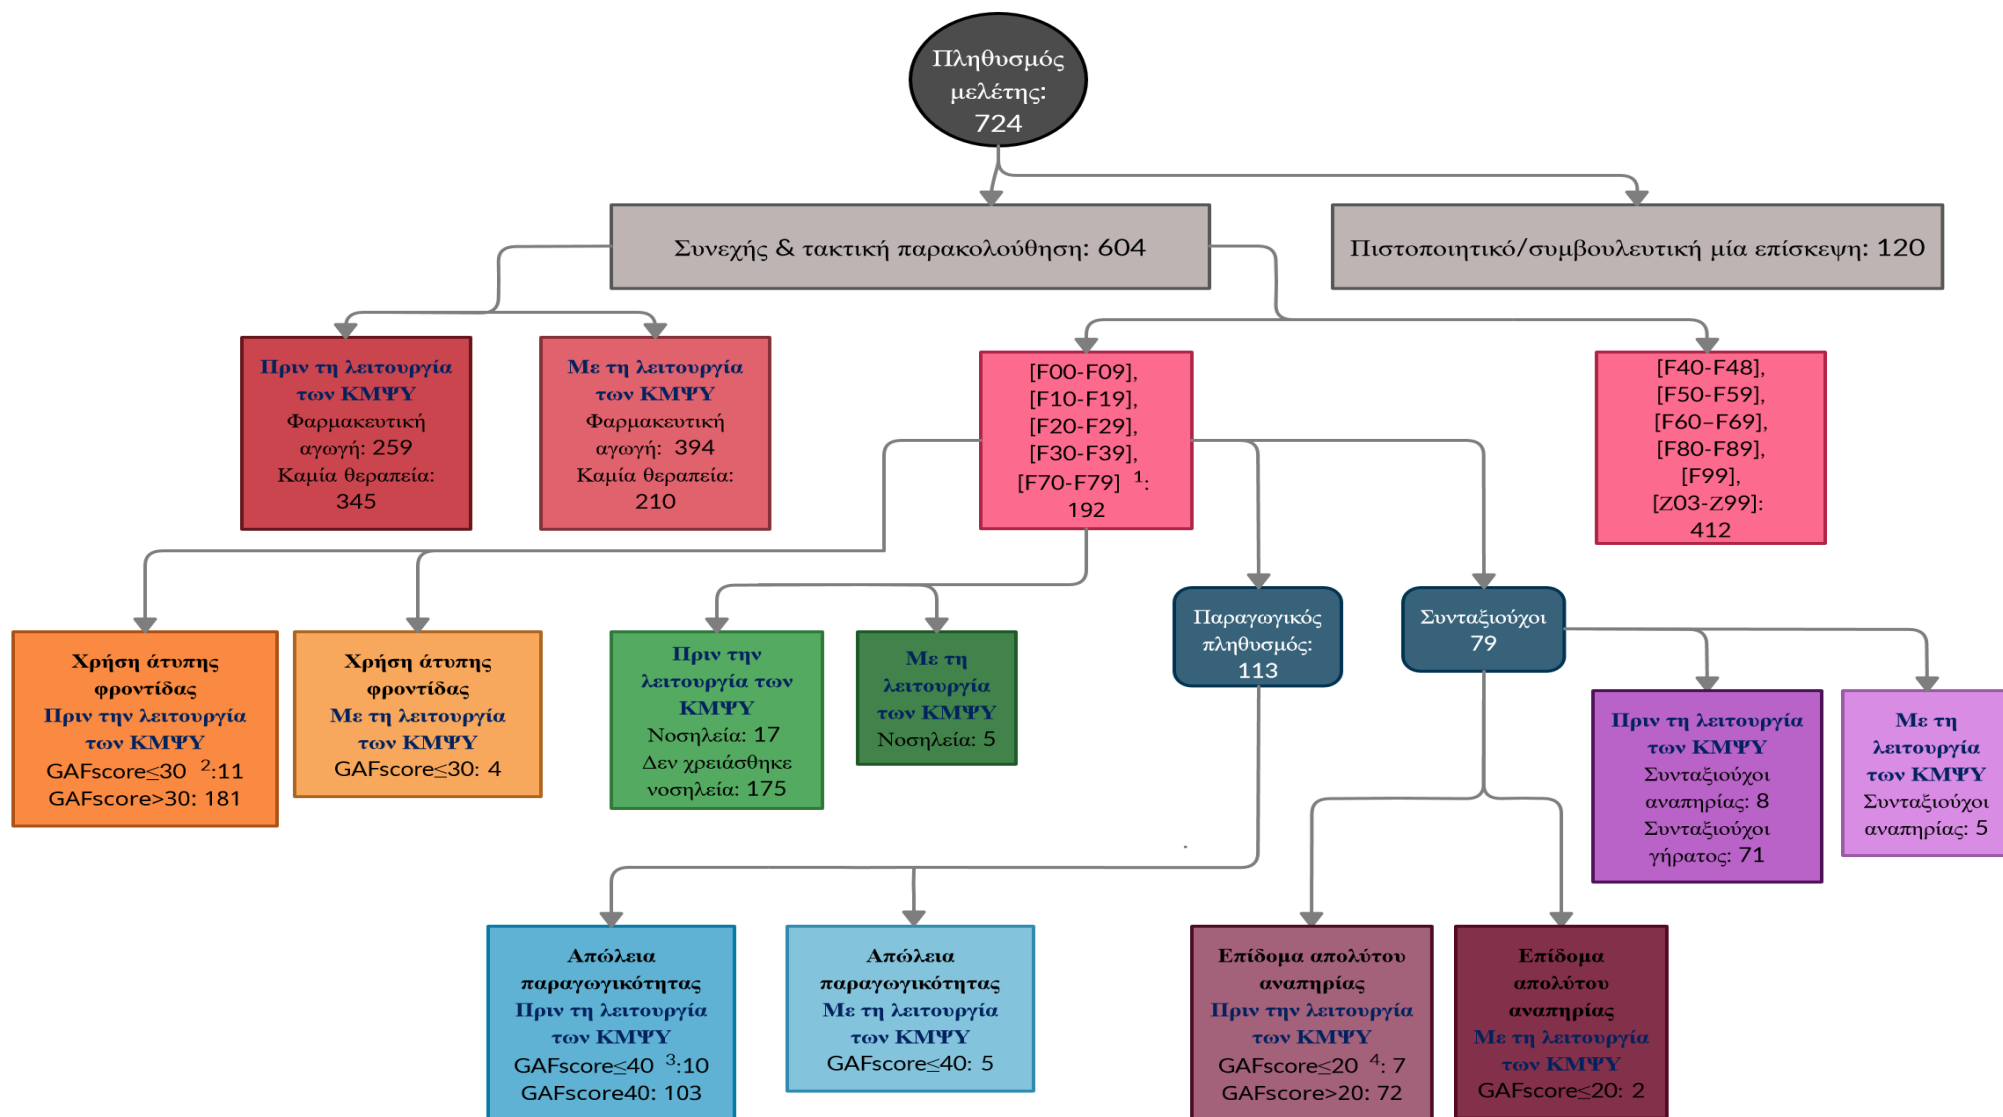 Πληθυσμός
μελέτης:
724
Συνεχής & τακτική παρακολούθηση: 604
Πιστοποιητικό/συμβουλευτική μία επίσκεψη: 120
Πριν τη λειτουργία
των ΚΜΨΥ
Φαρμακευτική
αγωγή: 259
Καμία θεραπεία:
345
Με τη λειτουργία
των ΚΜΨΥ
Φαρμακευτική
αγωγή: 394
Καμία θεραπεία:
210
[F00-F09],
[F10-F19],
[F20-F29],
[F30-F39],
[F70-F79] 1:
192
[F40-F48],
[F50-F59],
[F60–F69],
[F80-F89],
[F99],
[Z03-Z99]:
412
Χρήση άτυπης
φροντίδας
Πριν την λειτουργία
των ΚΜΨΥ
GAFscore≤30 2:11
GAFscore>30: 181
Χρήση άτυπης
φροντίδας
Με τη λειτουργία
των ΚΜΨΥ
GAFscore≤30: 4
Πριν την
λειτουργία των
ΚΜΨΥ
Νοσηλεία: 17
Δεν χρειάσθηκε
νοσηλεία: 175
Με τη
λειτουργία
των ΚΜΨΥ
Νοσηλεία: 5
Παραγωγικός
πληθυσμός:
113
Συνταξιούχοι
79
Πριν τη λειτουργία
των ΚΜΨΥ
Συνταξιούχοι
αναπηρίας: 8
Συνταξιούχοι
γήρατος: 71
Με τη
λειτουργία
των ΚΜΨΥ
Συνταξιούχοι
αναπηρίας: 5
Απώλεια
παραγωγικότητας
Πριν τη λειτουργία
των ΚΜΨΥ
GAFscore≤40 3:10
GAFscore40: 103
Απώλεια
παραγωγικότητας
Με τη λειτουργία
των ΚΜΨΥ
GAFscore≤40: 5
Επίδομα απολύτου
αναπηρίας
Πριν την λειτουργία
των ΚΜΨΥ
GAFscore≤20 4: 7
GAFscore>20: 72
Επίδομα
απολύτου
αναπηρίας
Με τη λειτουργία
των ΚΜΨΥ
GAFscore≤20: 2